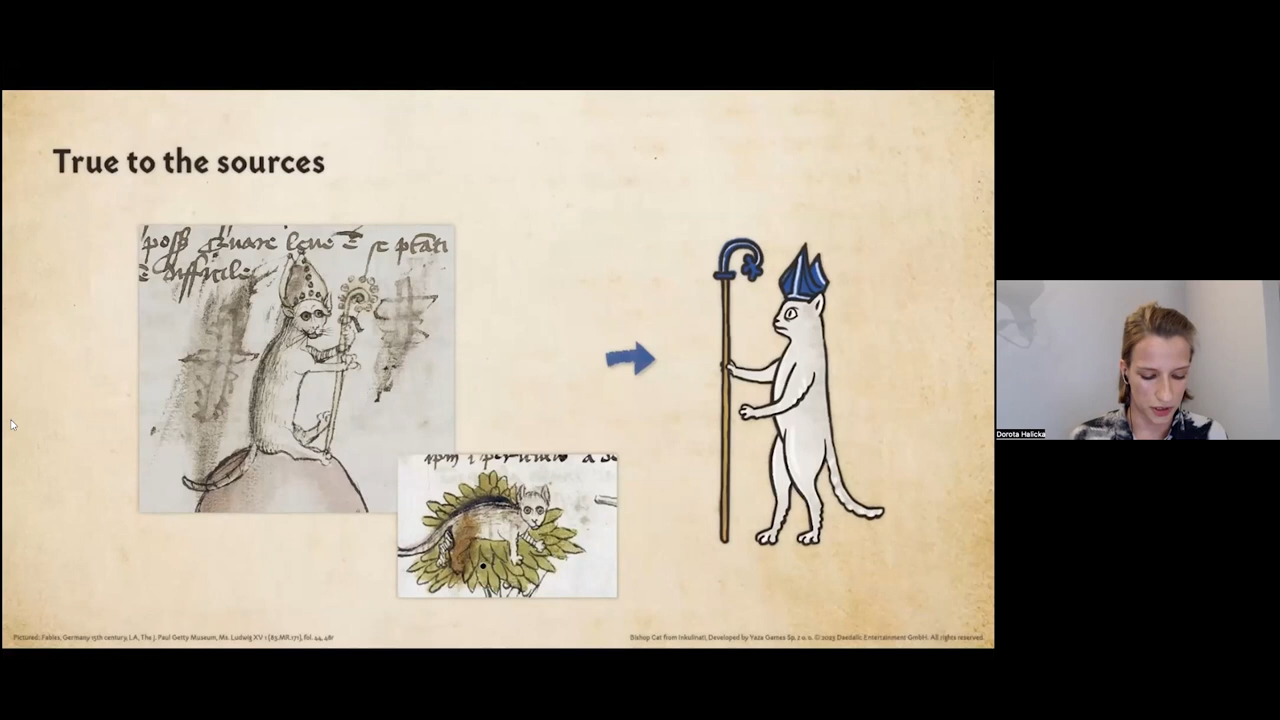 True to the sources
Pictured: Fables, Germany 15th century, LA, The J. Paul Getty Museum, Ms. Ludwig XV 1 (83.MR.171), fol. 44, 48r
Bishop Cat from Inkulinati, Developed by Yaza Games Sp. z o. o. © 2023 Daedalic Entertainment GmbH. All rights reserved.
Dorota Halicka